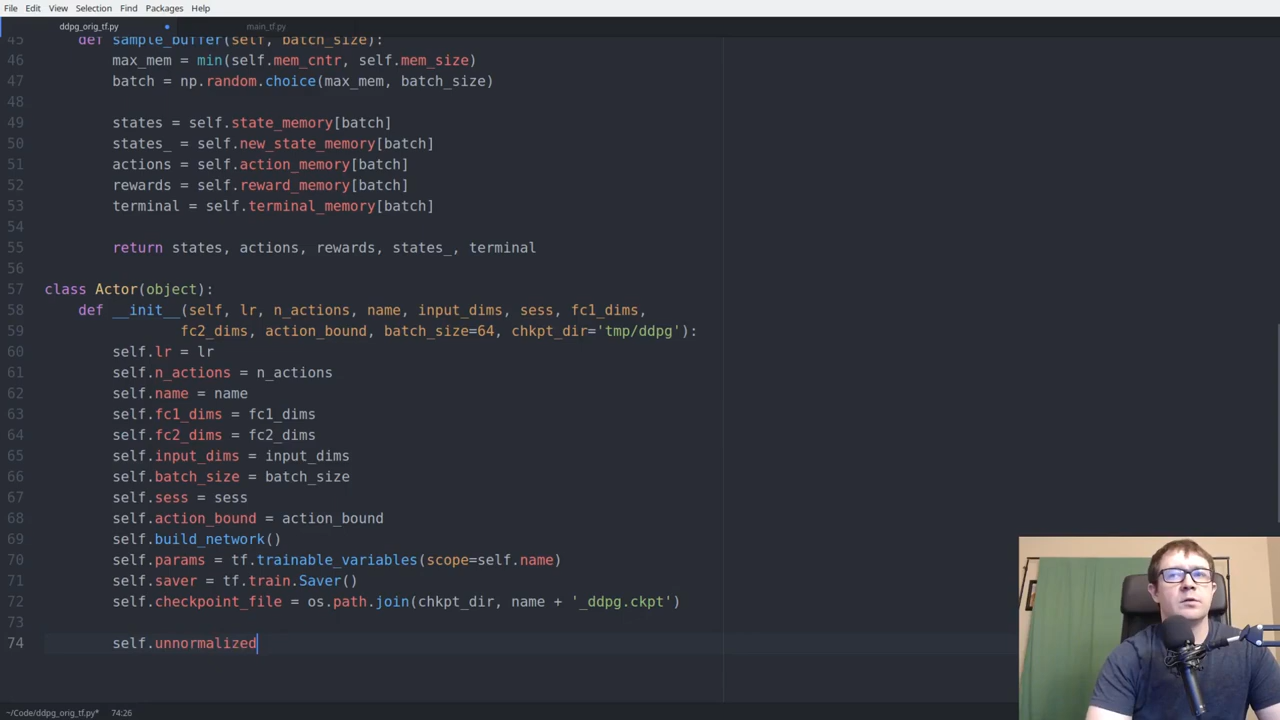 File Edit View Selection Find Packages Help
ddpg_orig_tf.py main_tf.py
45 def sample_buffer(self, batch_size):
46 max_mem = min(self.mem_cntr, self.mem_size)
47 batch = np.random.choice(max_mem, batch_size)
48
49 states = self.state_memory[batch]
50 states_ = self.new_state_memory[batch]
51 actions = self.action_memory[batch]
52 rewards = self.reward_memory[batch]
53 terminal = self.terminal_memory[batch]
54
55 return states, actions, rewards, states_, terminal
56
57 class Actor(object):
58 def __init__(self, lr, n_actions, name, input_dims, sess, fc1_dims,
59 fc2_dims, action_bound, batch_size=64, chkpt_dir='tmp/ddpg'):
60 self.lr = lr
61 self.n_actions = n_actions
62 self.name = name
63 self.fc1_dims = fc1_dims
64 self.fc2_dims = fc2_dims
65 self.input_dims = input_dims
66 self.batch_size = batch_size
67 self.sess = sess
68 self.action_bound = action_bound
69 self.build_network()
70 self.params = tf.trainable_variables(scope=self.name)
71 self.saver = tf.train.Saver()
72 self.checkpoint_file = os.path.join(chkpt_dir, name + '_ddpg.ckpt')
73
74 self.unnormalized
~/Code/ddpg_orig_tf.py* 74:26